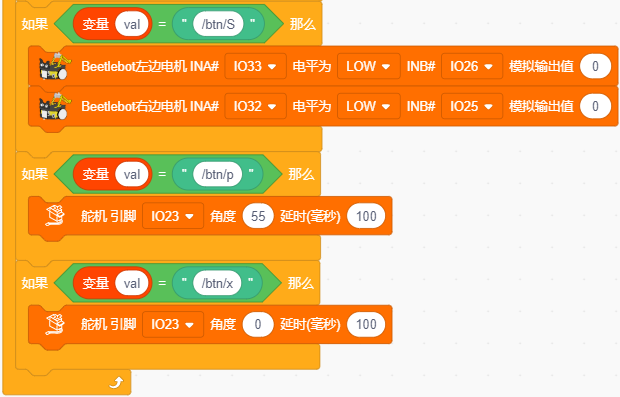 如果 变量 val = " /btn/S " 那么
Beetlebot左边电机 INA# IO33 电平为 LOW INB# IO26 模拟输出值 0
Beetlebot右边电机 INA# IO32 电平为 LOW INB# IO25 模拟输出值 0
如果 变量 val = " /btn/p " 那么
舵机 引脚 IO23 角度 55 延时(毫秒) 100
如果 变量 val = " /btn/x " 那么
舵机 引脚 IO23 角度 0 延时(毫秒) 100